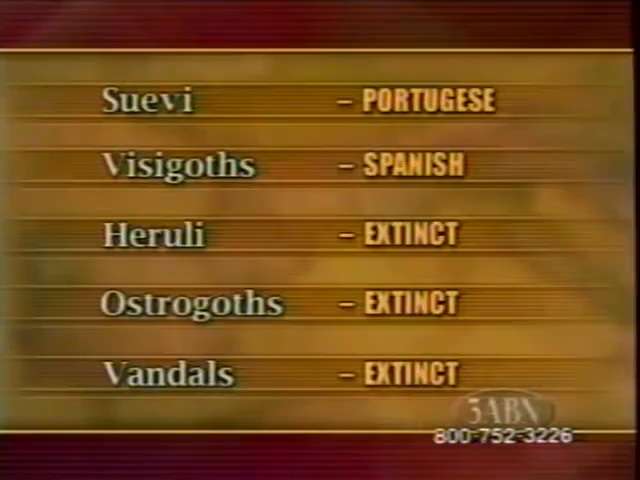 Suevi – PORTUGESE
Visigoths – SPANISH
Heruli – EXTINCT
Ostrogoths – EXTINCT
Vandals – EXTINCT
3ABN
800-752-3226